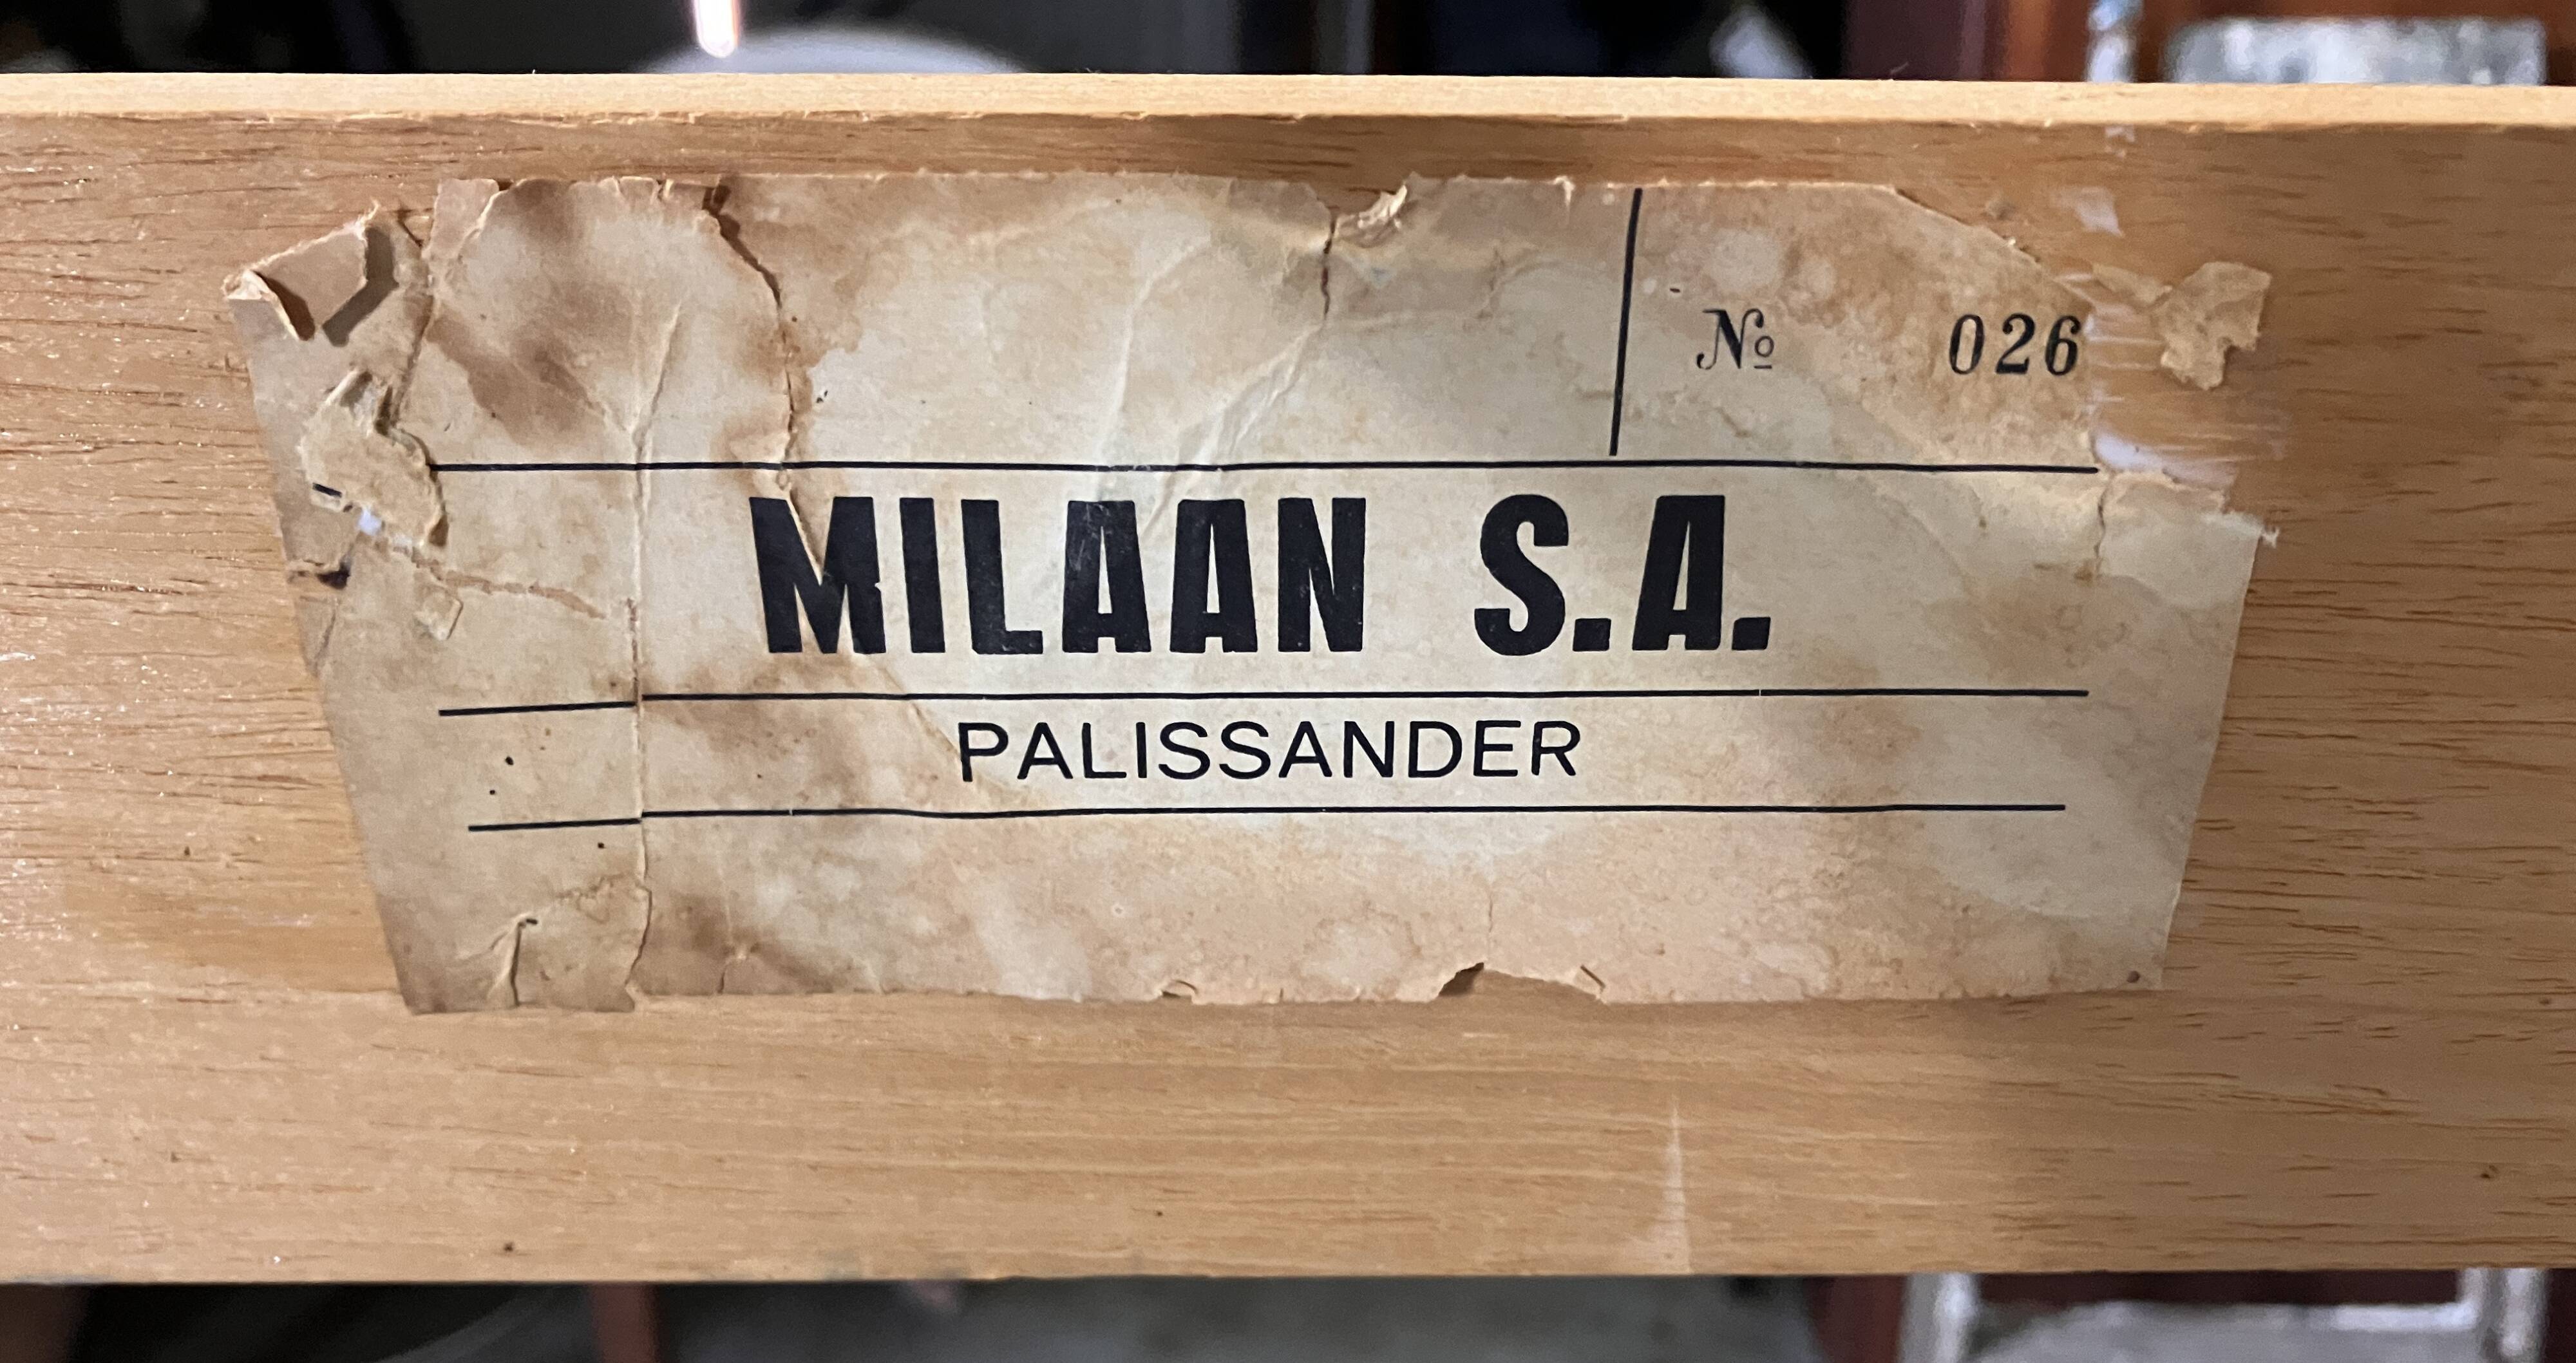 № 026
MILAAN S.A.
PALISSANDER